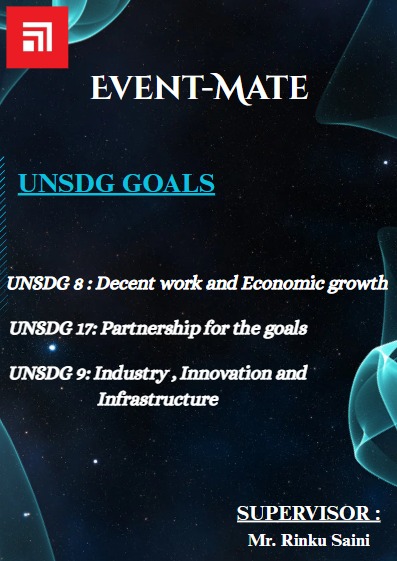 EVENT-MATE
UNSDG GOALS
UNSDG 8 : Decent work and Economic growth
UNSDG 17: Partnership for the goals
UNSDG 9: Industry , Innovation and
Infrastructure
SUPERVISOR :
Mr. Rinku Saini